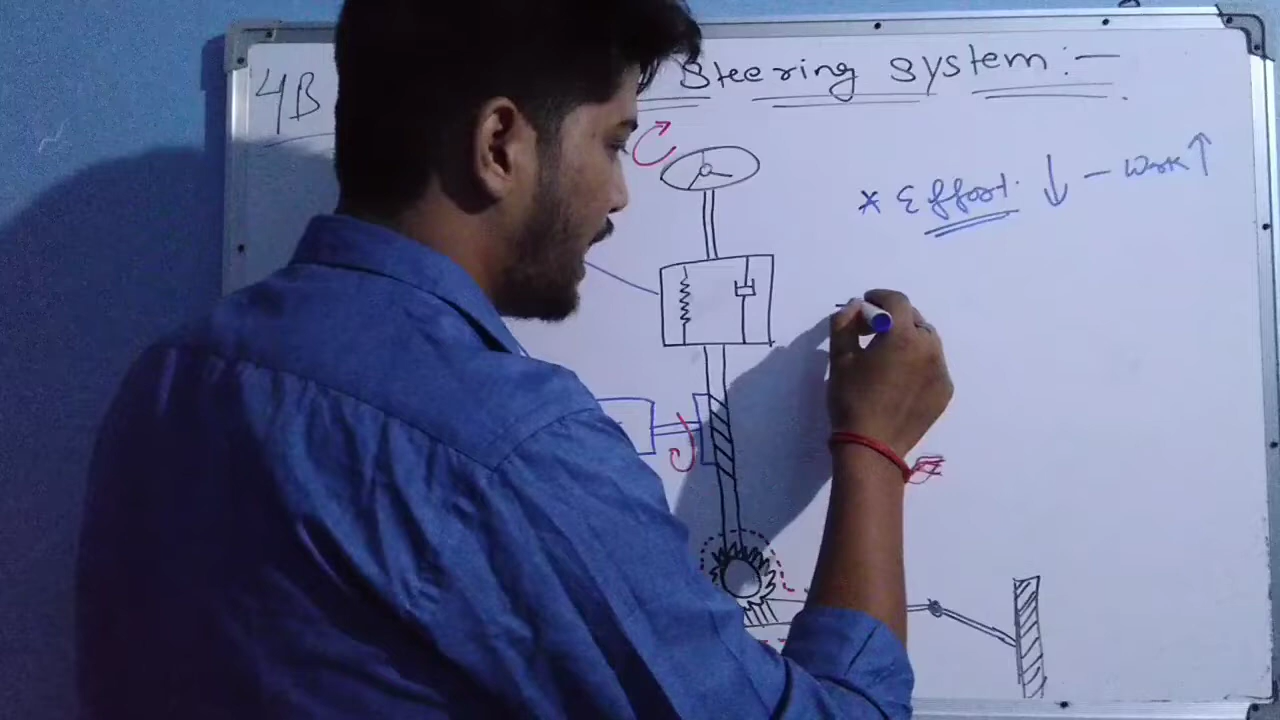 4B
Steering system :-
* Effort. ↓ - work ↑